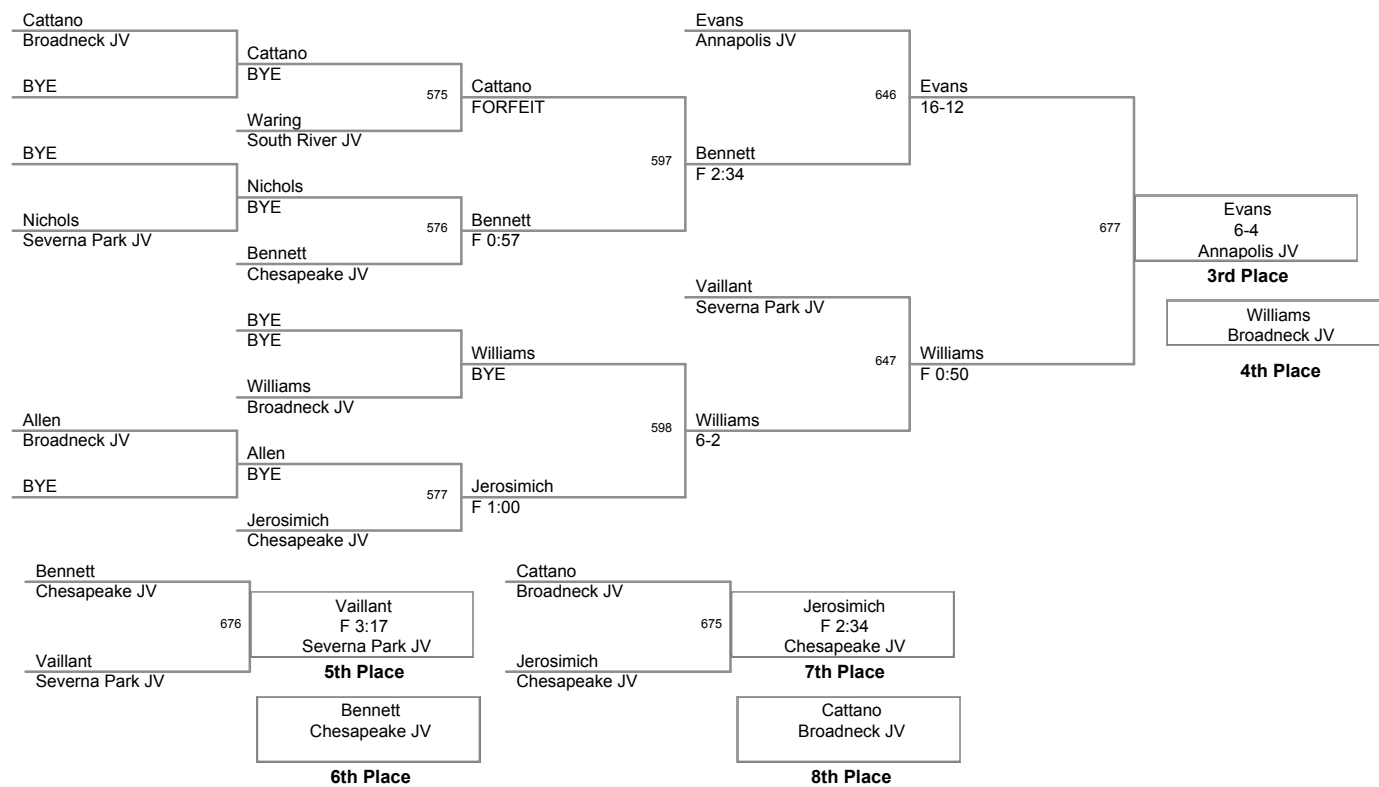 Cattano
Broadneck JV
BYE
BYE
Nichols
Severna Park JV
Allen
Broadneck JV
BYE
Cattano
BYE
575
Waring
South River JV
Nichols
BYE
576
Bennett
Chesapeake JV
BYE
BYE
Williams
Broadneck JV
Allen
BYE
577
Jerosimich
Chesapeake JV
Cattano
FORFEIT
597
Bennett
F 0:57
Williams
BYE
598
Jerosimich
F 1:00
Evans
Annapolis JV
646
Bennett
F 2:34
Vaillant
Severna Park JV
647
Williams
6-2
Evans
16-12
677
Williams
F 0:50
Evans
6-4
Annapolis JV
3rd Place
Williams
Broadneck JV
4th Place
Bennett
Chesapeake JV
676
Vaillant
Severna Park JV
Vaillant
F 3:17
Severna Park JV
5th Place
Bennett
Chesapeake JV
6th Place
Cattano
Broadneck JV
675
Jerosimich
Chesapeake JV
Jerosimich
F 2:34
Chesapeake JV
7th Place
Cattano
Broadneck JV
8th Place